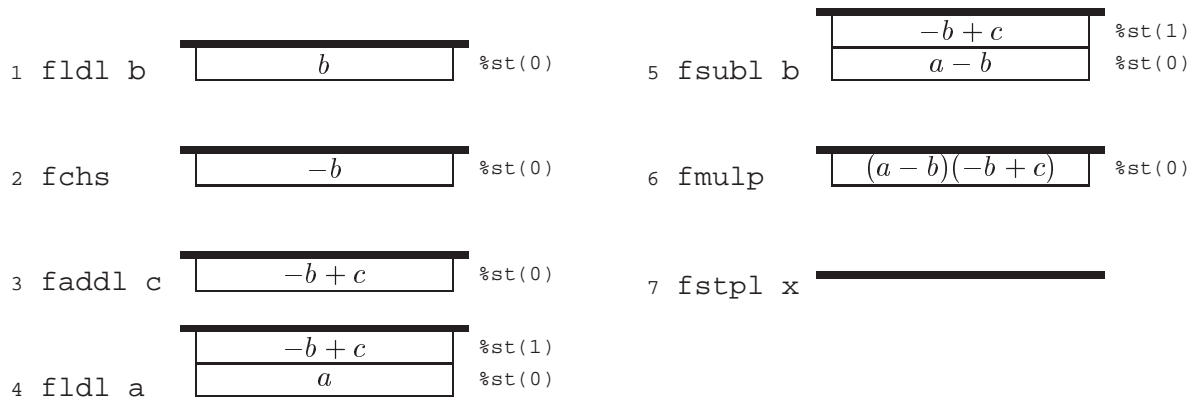 1 fldl b
b %st(0)
2 fchs
−b %st(0)
3 faddl c
−b + c %st(0)
−b + c %st(1)
4 fldl a
a %st(0)
−b + c %st(1)
5 fsubl b
a − b %st(0)
6 fmulp
(a − b)(−b + c) %st(0)
7 fstpl x